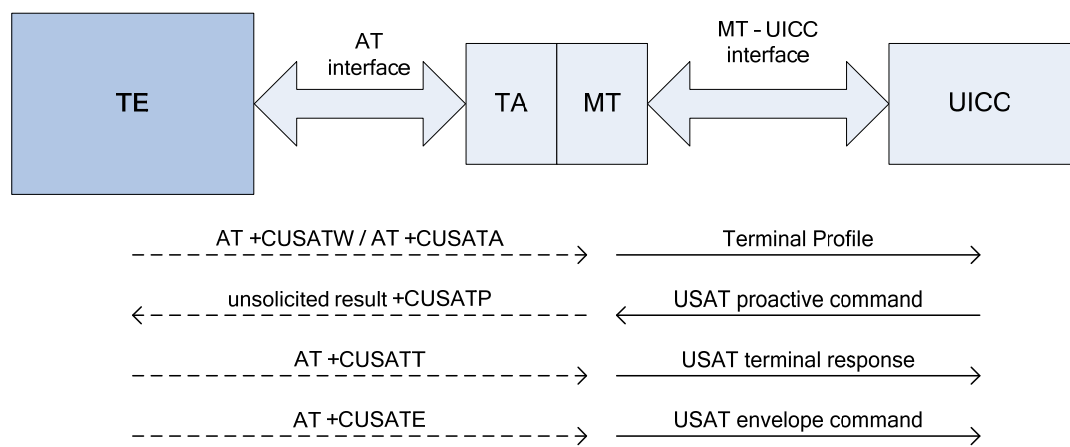 TE
AT
interface
TA
MT
MT - UICC
interface
UICC
AT +CUSATW / AT +CUSATA
Terminal Profile
unsolicited result +CUSATP
USAT proactive command
AT +CUSATT
USAT terminal response
AT +CUSATE
USAT envelope command